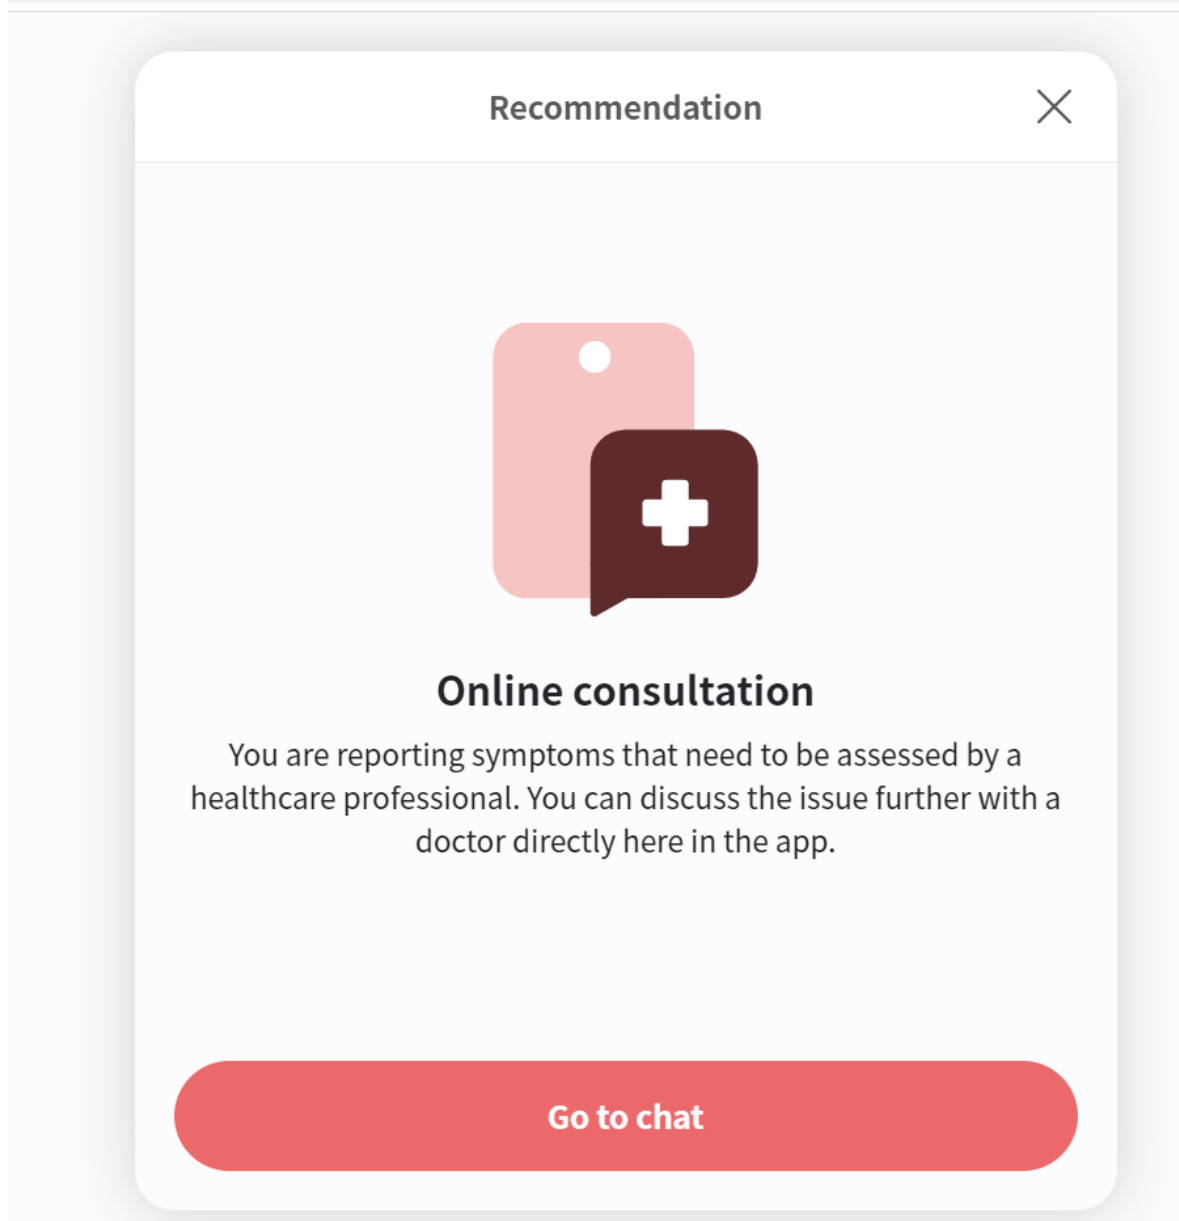 Recommendation
Online consultation
You are reporting symptoms that need to be assessed by a
healthcare professional. You can discuss the issue further with a
doctor directly here in the app.
Go to chat